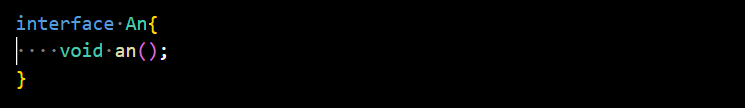 interface An{
    void an();
}